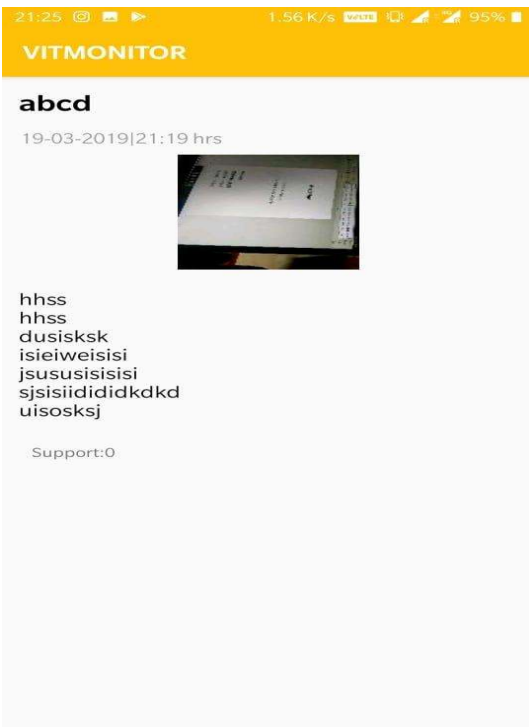 21:25 1.56 K/s VoLTE 95%
VITMONITOR
abcd
19-03-2019|21:19 hrs
hhss
hhss
dusisksk
isieiweisisi
jsususisisisi
sjsisiidididkdkd
uisosksj
Support:0